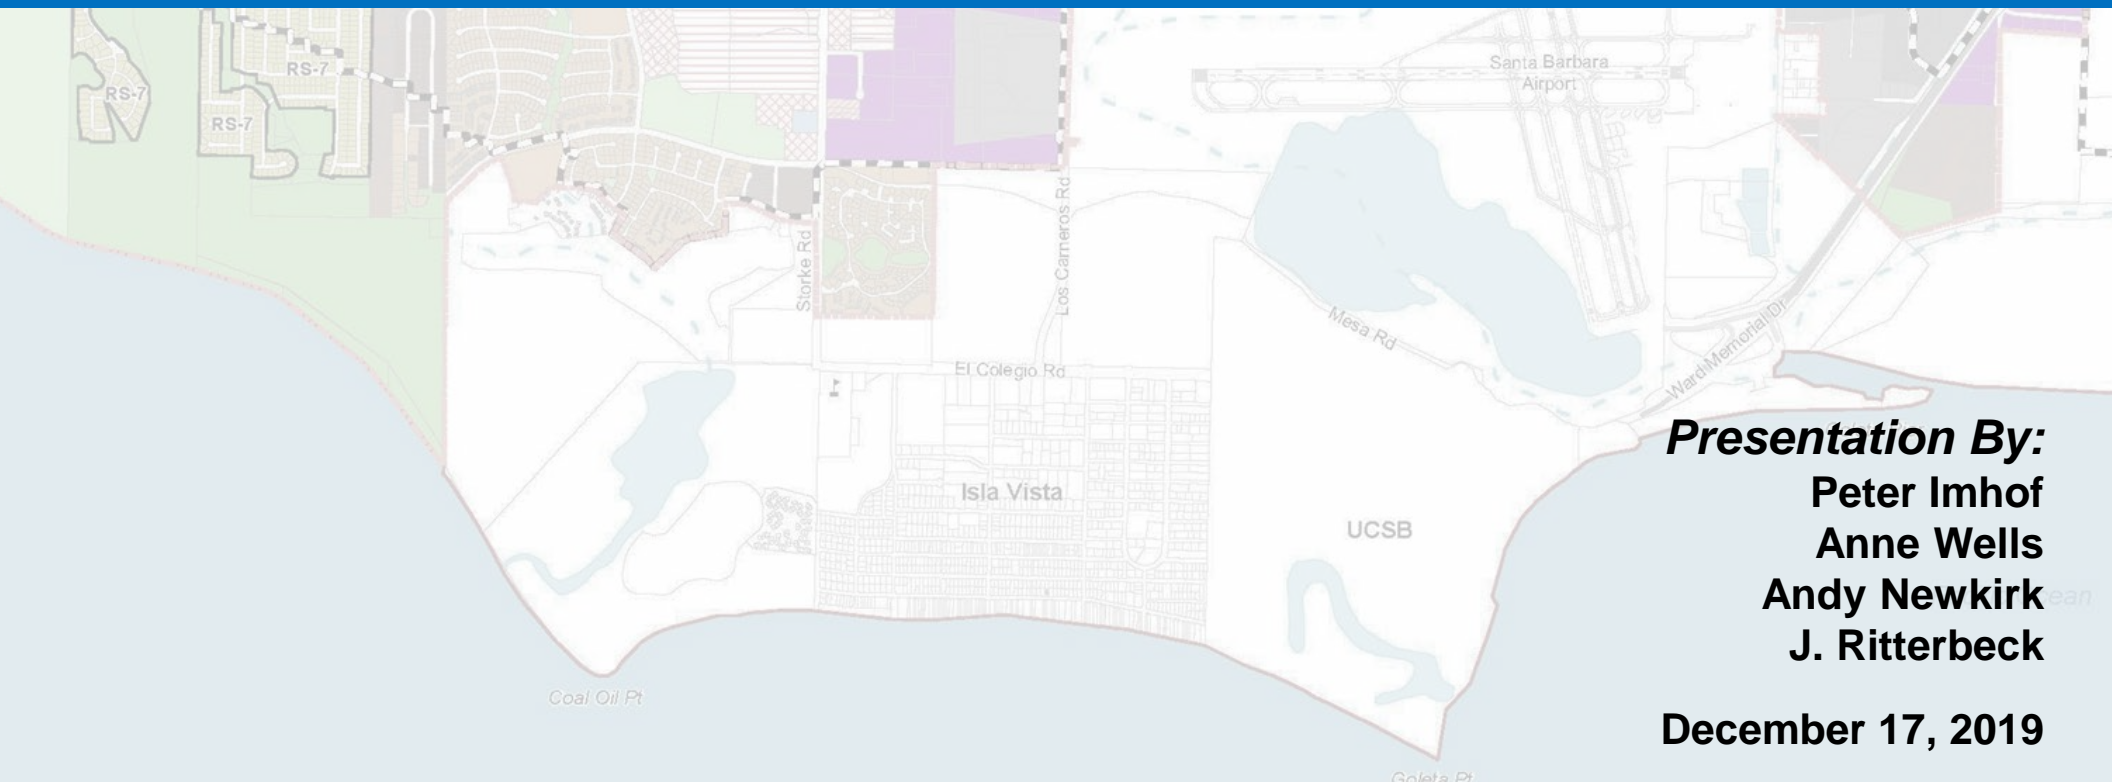 RS-7
RS-7
RS-7
Santa Barbara
Airport
Los Carneros Rd
Storke Rd
Mesa Rd
Ward Memorial Dr
El Colegio Rd
Isla Vista
UCSB
Coal Oil Pt
Goleta Pt
Presentation By:
Peter Imhof
Anne Wells
Andy Newkirk
J. Ritterbeck
December 17, 2019